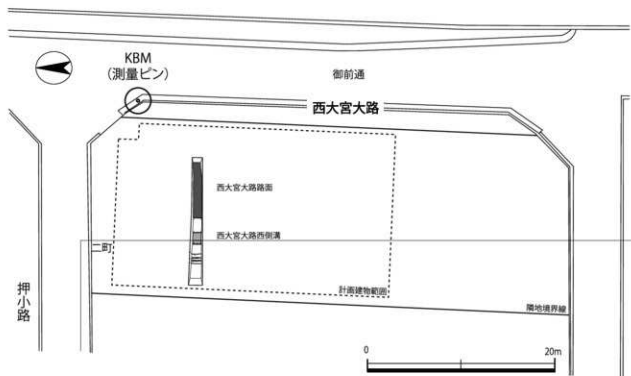 KBM
(測量ピン)
御前通
西大宮大路
西大宮大路路面
西大宮大路西側溝
二町
押小路
計画建物範囲
隣地境界線
0
20m